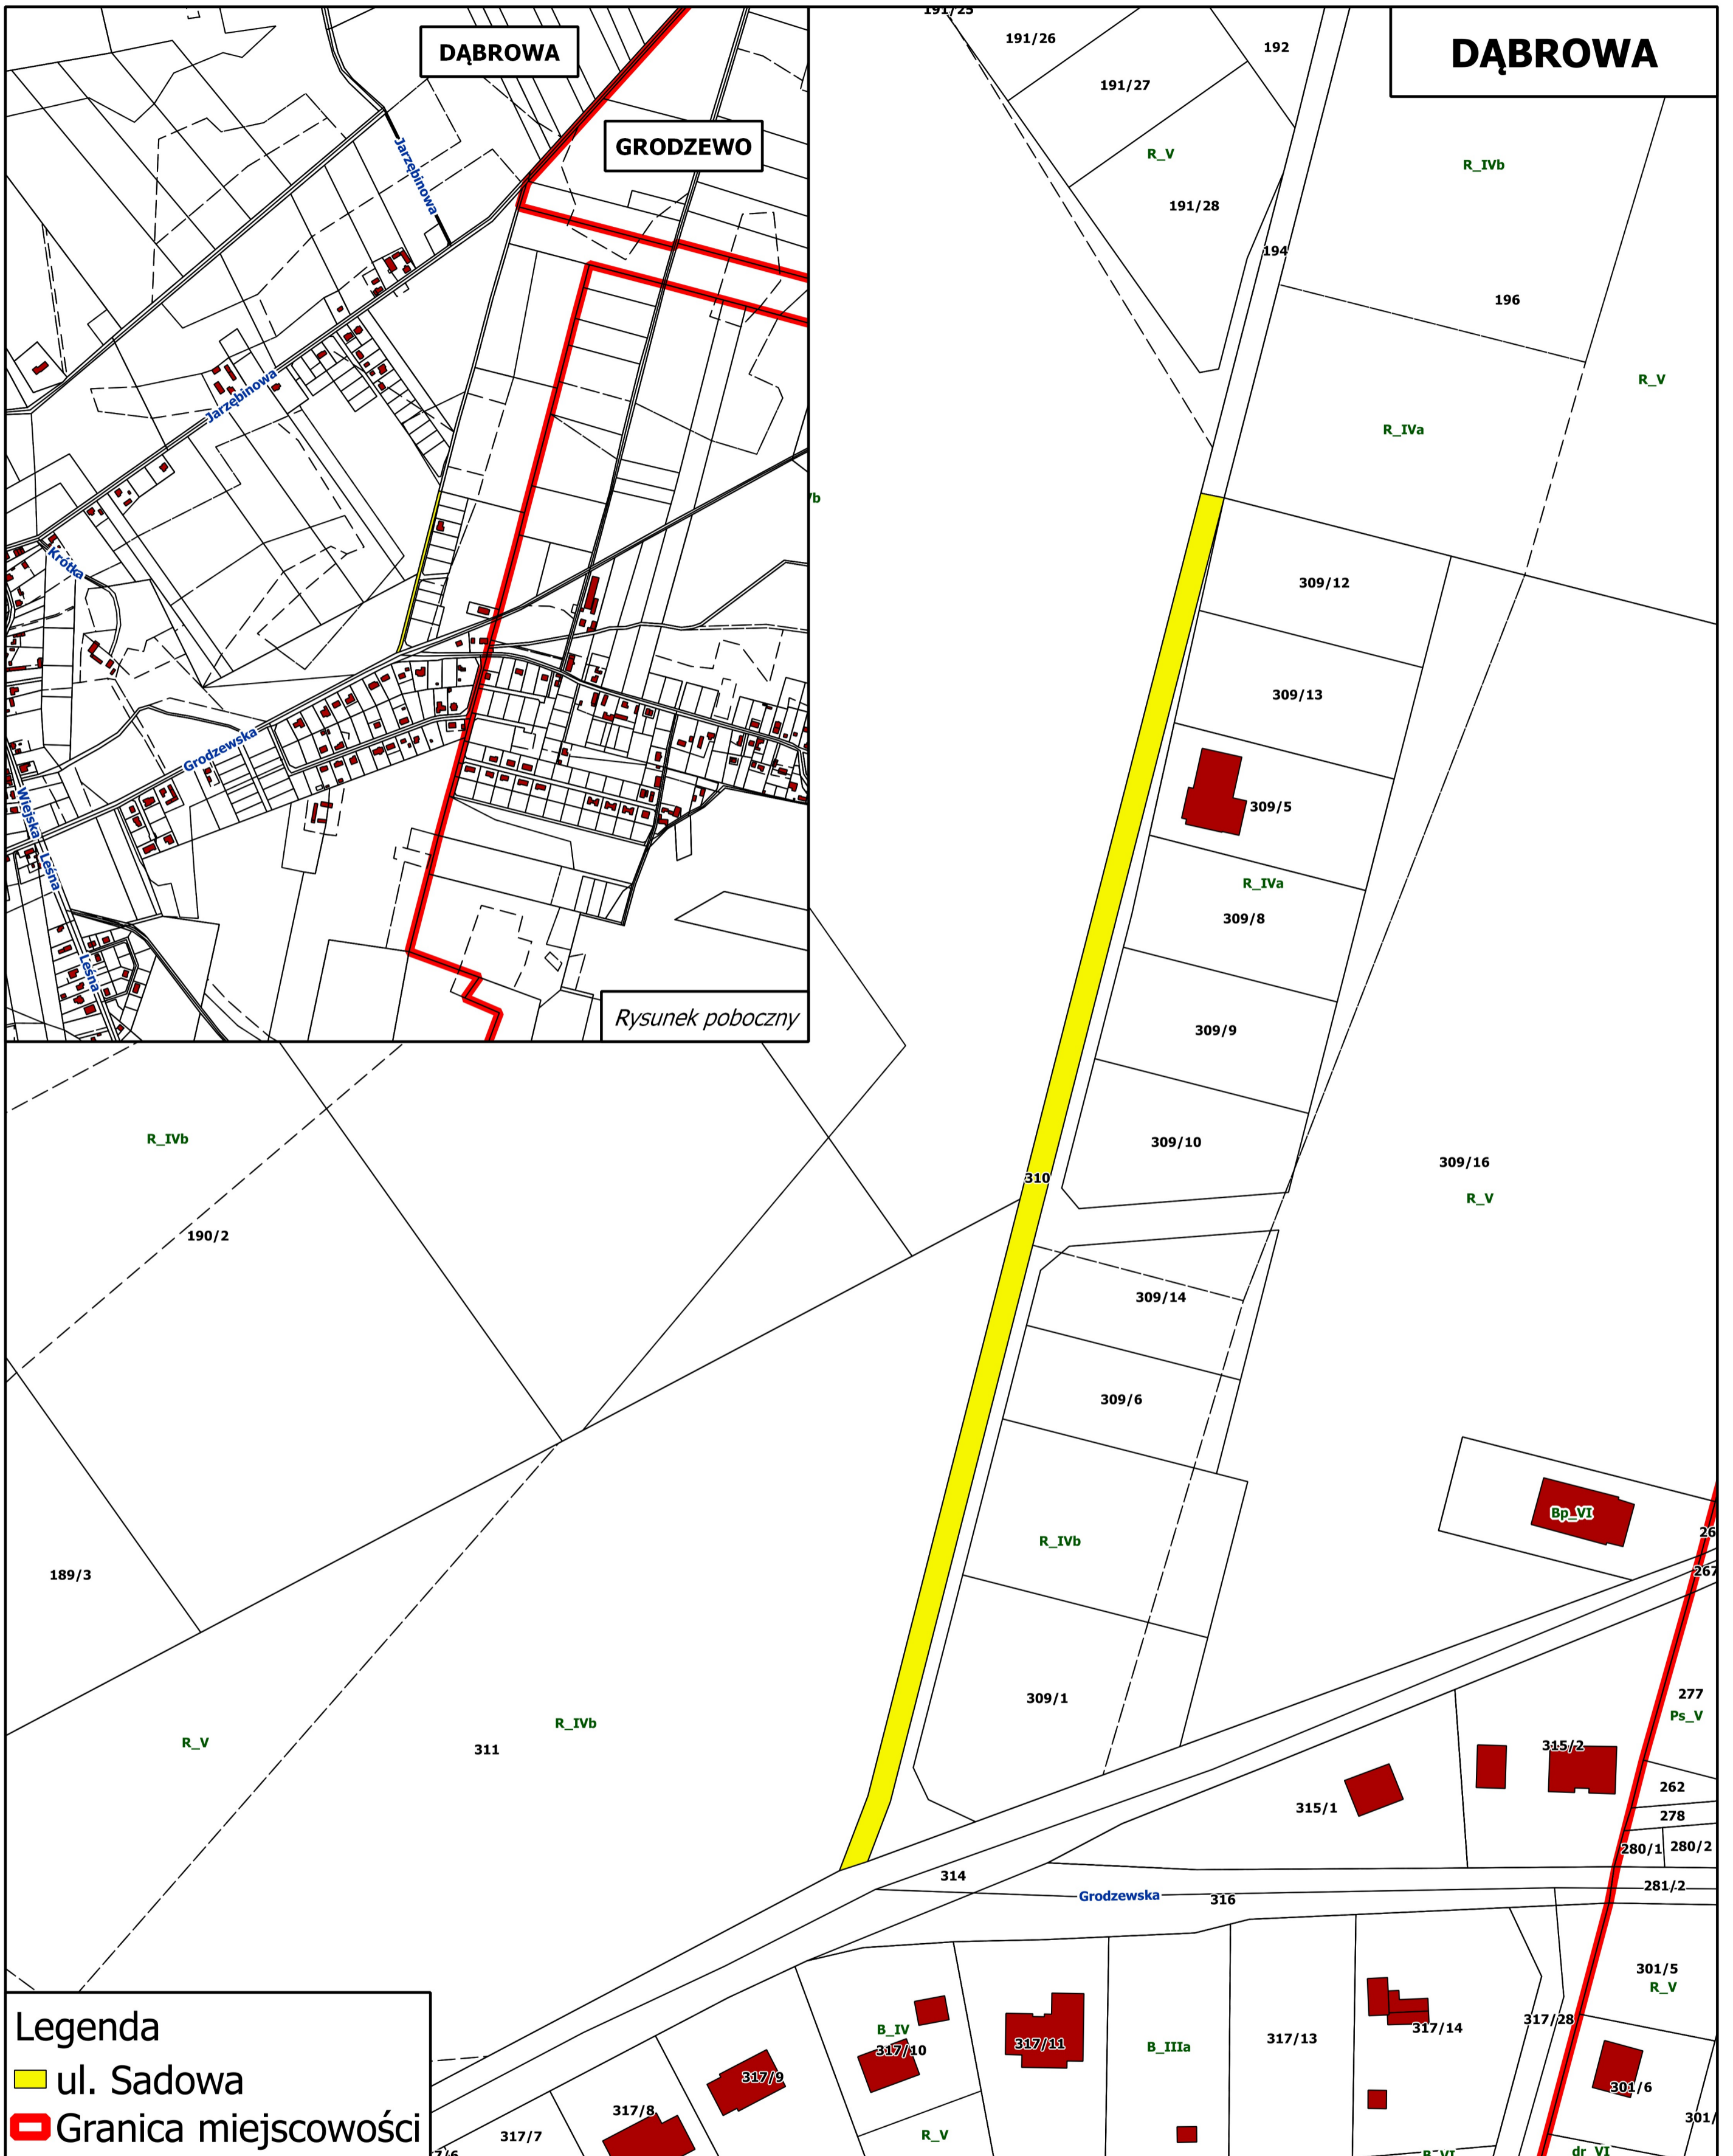 DĄBROWA
GRODZEWO
Jarzębinowa
Jarzębinowa
Krótka
Grodzewska
Wiejska
Leśna
Leśna
Rysunek poboczny
DĄBROWA
191/25
191/26
192
191/27
R_V
R_IVb
191/28
194
196
R_V
R_IVa
309/12
309/13
309/5
R_IVa
309/8
309/9
309/10
R_IVb
309/16
310
R_V
190/2
309/14
309/6
Bp_VI
R_IVb
267
189/3
277
309/1
Ps_V
R_IVb
R_V
311
315/2
262
315/1
278
280/1
280/2
314
281/2
Grodzewska
316
301/5
R_V
317/28
B_IV
317/14
317/13
317/11
B_IIIa
317/10
317/9
301/6
317/8
317/7
R_V
dr_VI
Legenda
ul. Sadowa
Granica miejscowości